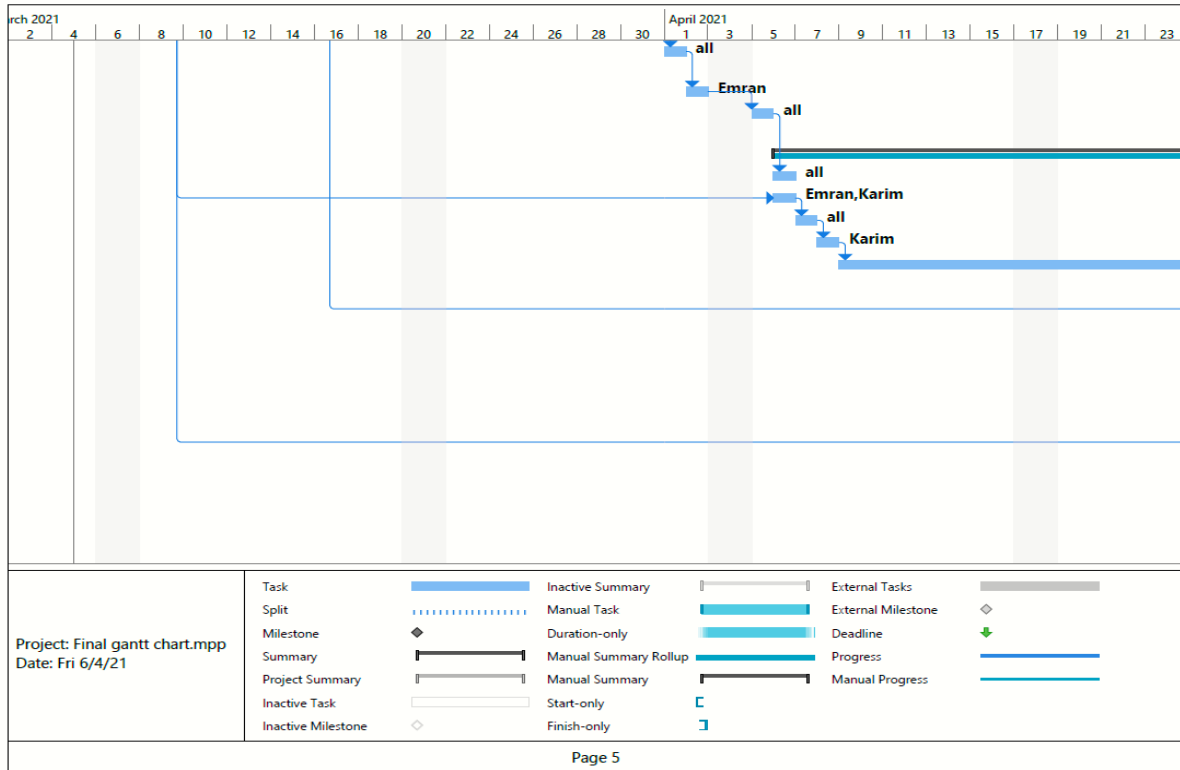 rch 2021 April 2021
2 4 6 8 10 12 14 16 18 20 22 24 26 28 30 1 3 5 7 9 11 13 15 17 19 21 23
all
Emran
all
all
Emran,Karim
all
Karim
Project: Final gantt chart.mpp
Date: Fri 6/4/21
Task
Split
Milestone
Summary
Project Summary
Inactive Task
Inactive Milestone
Inactive Summary
Manual Task
Duration-only
Manual Summary Rollup
Manual Summary
Start-only
Finish-only
External Tasks
External Milestone
Deadline
Progress
Manual Progress
Page 5